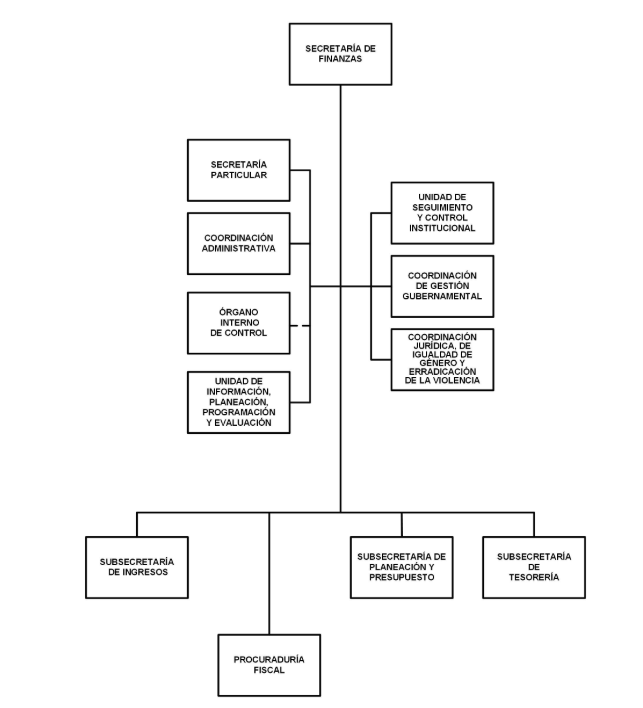 SECRETARÍA DE
FINANZAS
SECRETARÍA
PARTICULAR
UNIDAD DE
SEGUIMIENTO
Y CONTROL
INSTITUCIONAL
COORDINACIÓN
ADMINISTRATIVA
COORDINACIÓN
DE GESTIÓN
GUBERNAMENTAL
ÓRGANO
INTERNO
DE CONTROL
COORDINACIÓN
JURÍDICA, DE
IGUALDAD DE
GÉNERO Y
ERRADICACIÓN
DE LA VIOLENCIA
UNIDAD DE
INFORMACIÓN,
PLANEACIÓN,
PROGRAMACIÓN
Y EVALUACIÓN
SUBSECRETARÍA
DE INGRESOS
SUBSECRETARÍA DE
PLANEACIÓN Y
PRESUPUESTO
SUBSECRETARÍA
DE
TESORERÍA
PROCURADURÍA
FISCAL